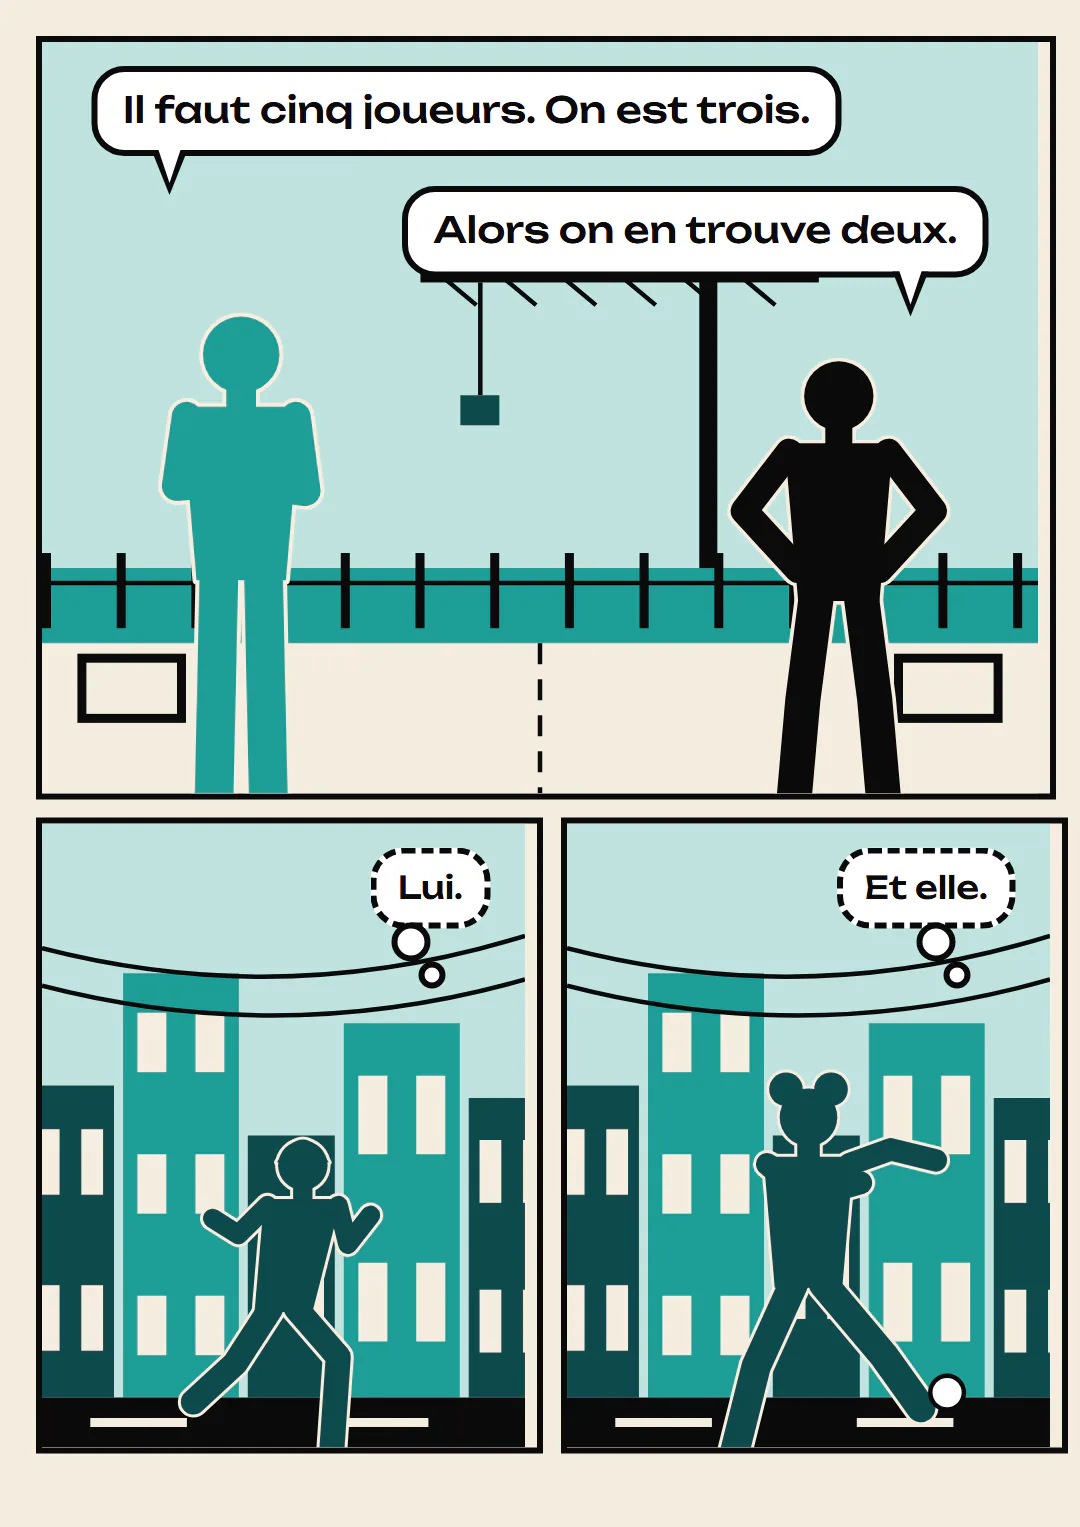 Il faut cinq joueurs. On est trois.
Alors on en trouve deux.
Lui.
Et elle.